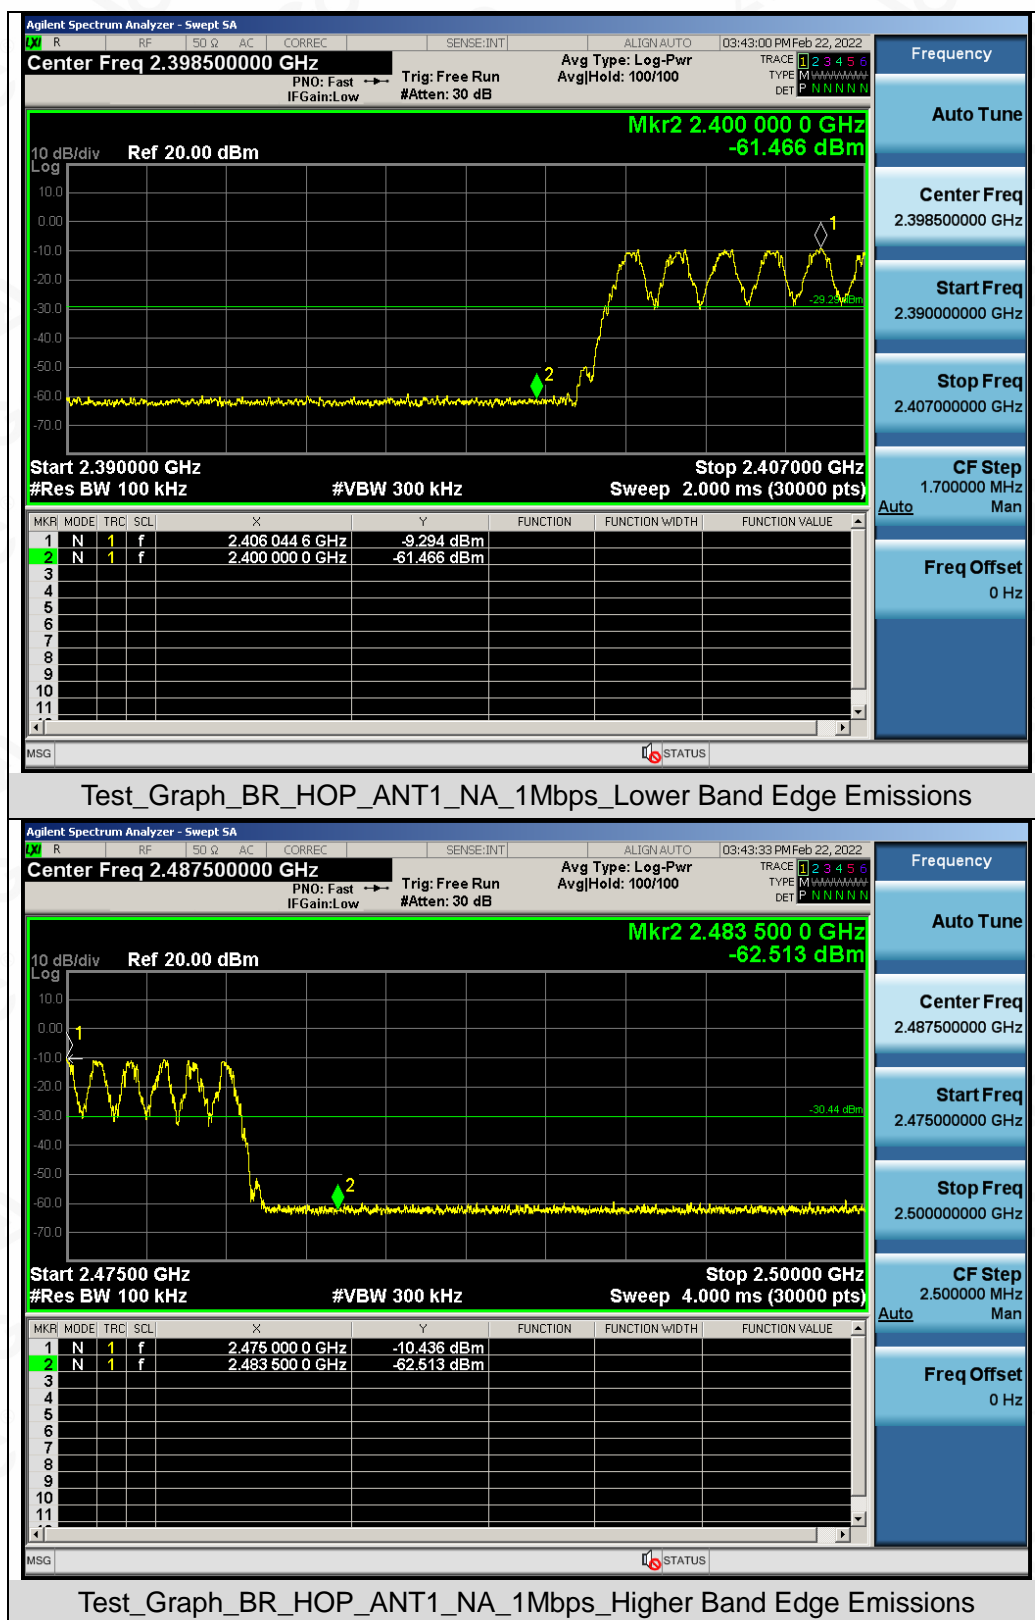 Agilent Spectrum Analyzer - Swept SA
LXI R RF 50 Ω AC CORREC SENSE:INT ALIGN AUTO 03:43:00 PM Feb 22, 2022
Center Freq 2.398500000 GHz
PNO: Fast
IFGain:Low
Trig: Free Run
#Atten: 30 dB
Avg Type: Log-Pwr
Avg|Hold: 100/100
TRACE 1 2 3 4 5 6
TYPE M
DET P N N N N N
Mkr2 2.400 000 0 GHz
-61.466 dBm
10 dB/div
Log
Ref 20.00 dBm
10.0
0.00
-10.0
-20.0
-30.0
-40.0
-50.0
-60.0
-70.0
1
2
Start 2.390000 GHz
Stop 2.407000 GHz
#Res BW 100 kHz
#VBW 300 kHz
Sweep 2.000 ms (30000 pts)
MKR MODE TRC SCL X Y FUNCTION FUNCTION WIDTH FUNCTION VALUE
1 N 1 f 2.406 044 6 GHz -9.294 dBm
2 N 1 f 2.400 000 0 GHz -61.466 dBm
3
4
5
6
7
8
9
10
11
MSG STATUS
Frequency
Auto Tune
Center Freq
2.398500000 GHz
Start Freq
2.390000000 GHz
Stop Freq
2.407000000 GHz
CF Step
1.700000 MHz
Auto Man
Freq Offset
0 Hz
Test_Graph_BR_HOP_ANT1_NA_1Mbps_Lower Band Edge Emissions
Agilent Spectrum Analyzer - Swept SA
LXI R RF 50 Ω AC CORREC SENSE:INT ALIGN AUTO 03:43:33 PM Feb 22, 2022
Center Freq 2.487500000 GHz
PNO: Fast
IFGain:Low
Trig: Free Run
#Atten: 30 dB
Avg Type: Log-Pwr
Avg|Hold: 100/100
TRACE 1 2 3 4 5 6
TYPE M
DET P N N N N N
Mkr2 2.483 500 0 GHz
-62.513 dBm
10 dB/div
Log
Ref 20.00 dBm
10.0
0.00
-10.0
-20.0
-30.0
-40.0
-50.0
-60.0
-70.0
1
-30.44 dBm
2
Start 2.47500 GHz
Stop 2.50000 GHz
#Res BW 100 kHz
#VBW 300 kHz
Sweep 4.000 ms (30000 pts)
MKR MODE TRC SCL X Y FUNCTION FUNCTION WIDTH FUNCTION VALUE
1 N 1 f 2.475 000 0 GHz -10.436 dBm
2 N 1 f 2.483 500 0 GHz -62.513 dBm
3
4
5
6
7
8
9
10
11
MSG STATUS
Frequency
Auto Tune
Center Freq
2.487500000 GHz
Start Freq
2.475000000 GHz
Stop Freq
2.500000000 GHz
CF Step
2.500000 MHz
Auto Man
Freq Offset
0 Hz
Test_Graph_BR_HOP_ANT1_NA_1Mbps_Higher Band Edge Emissions